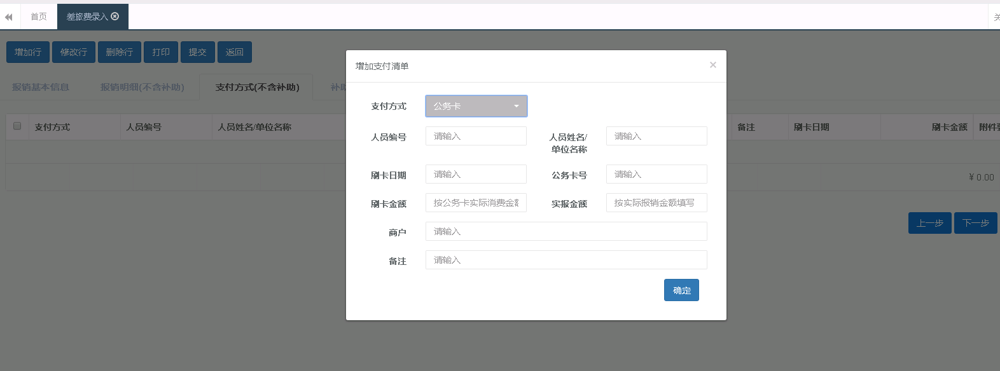 首页
差旅费录入
增加行 修改行 删除行 打印 提交 返回
报销基本信息 报销明细(不含补助) 支付方式(不含补助)
支付方式 人员编号 人员姓名/单位名称 备注 刷卡日期 刷卡金额
¥ 0.00
上一步 下一步
增加支付清单 ×
支付方式 公务卡
人员编号 请输入 人员姓名/
单位名称 请输入
刷卡日期 请输入 公务卡号 请输入
刷卡金额 按公务卡实际消费金 实报金额 按实际报销金额填写
商户 请输入
备注 请输入
确定